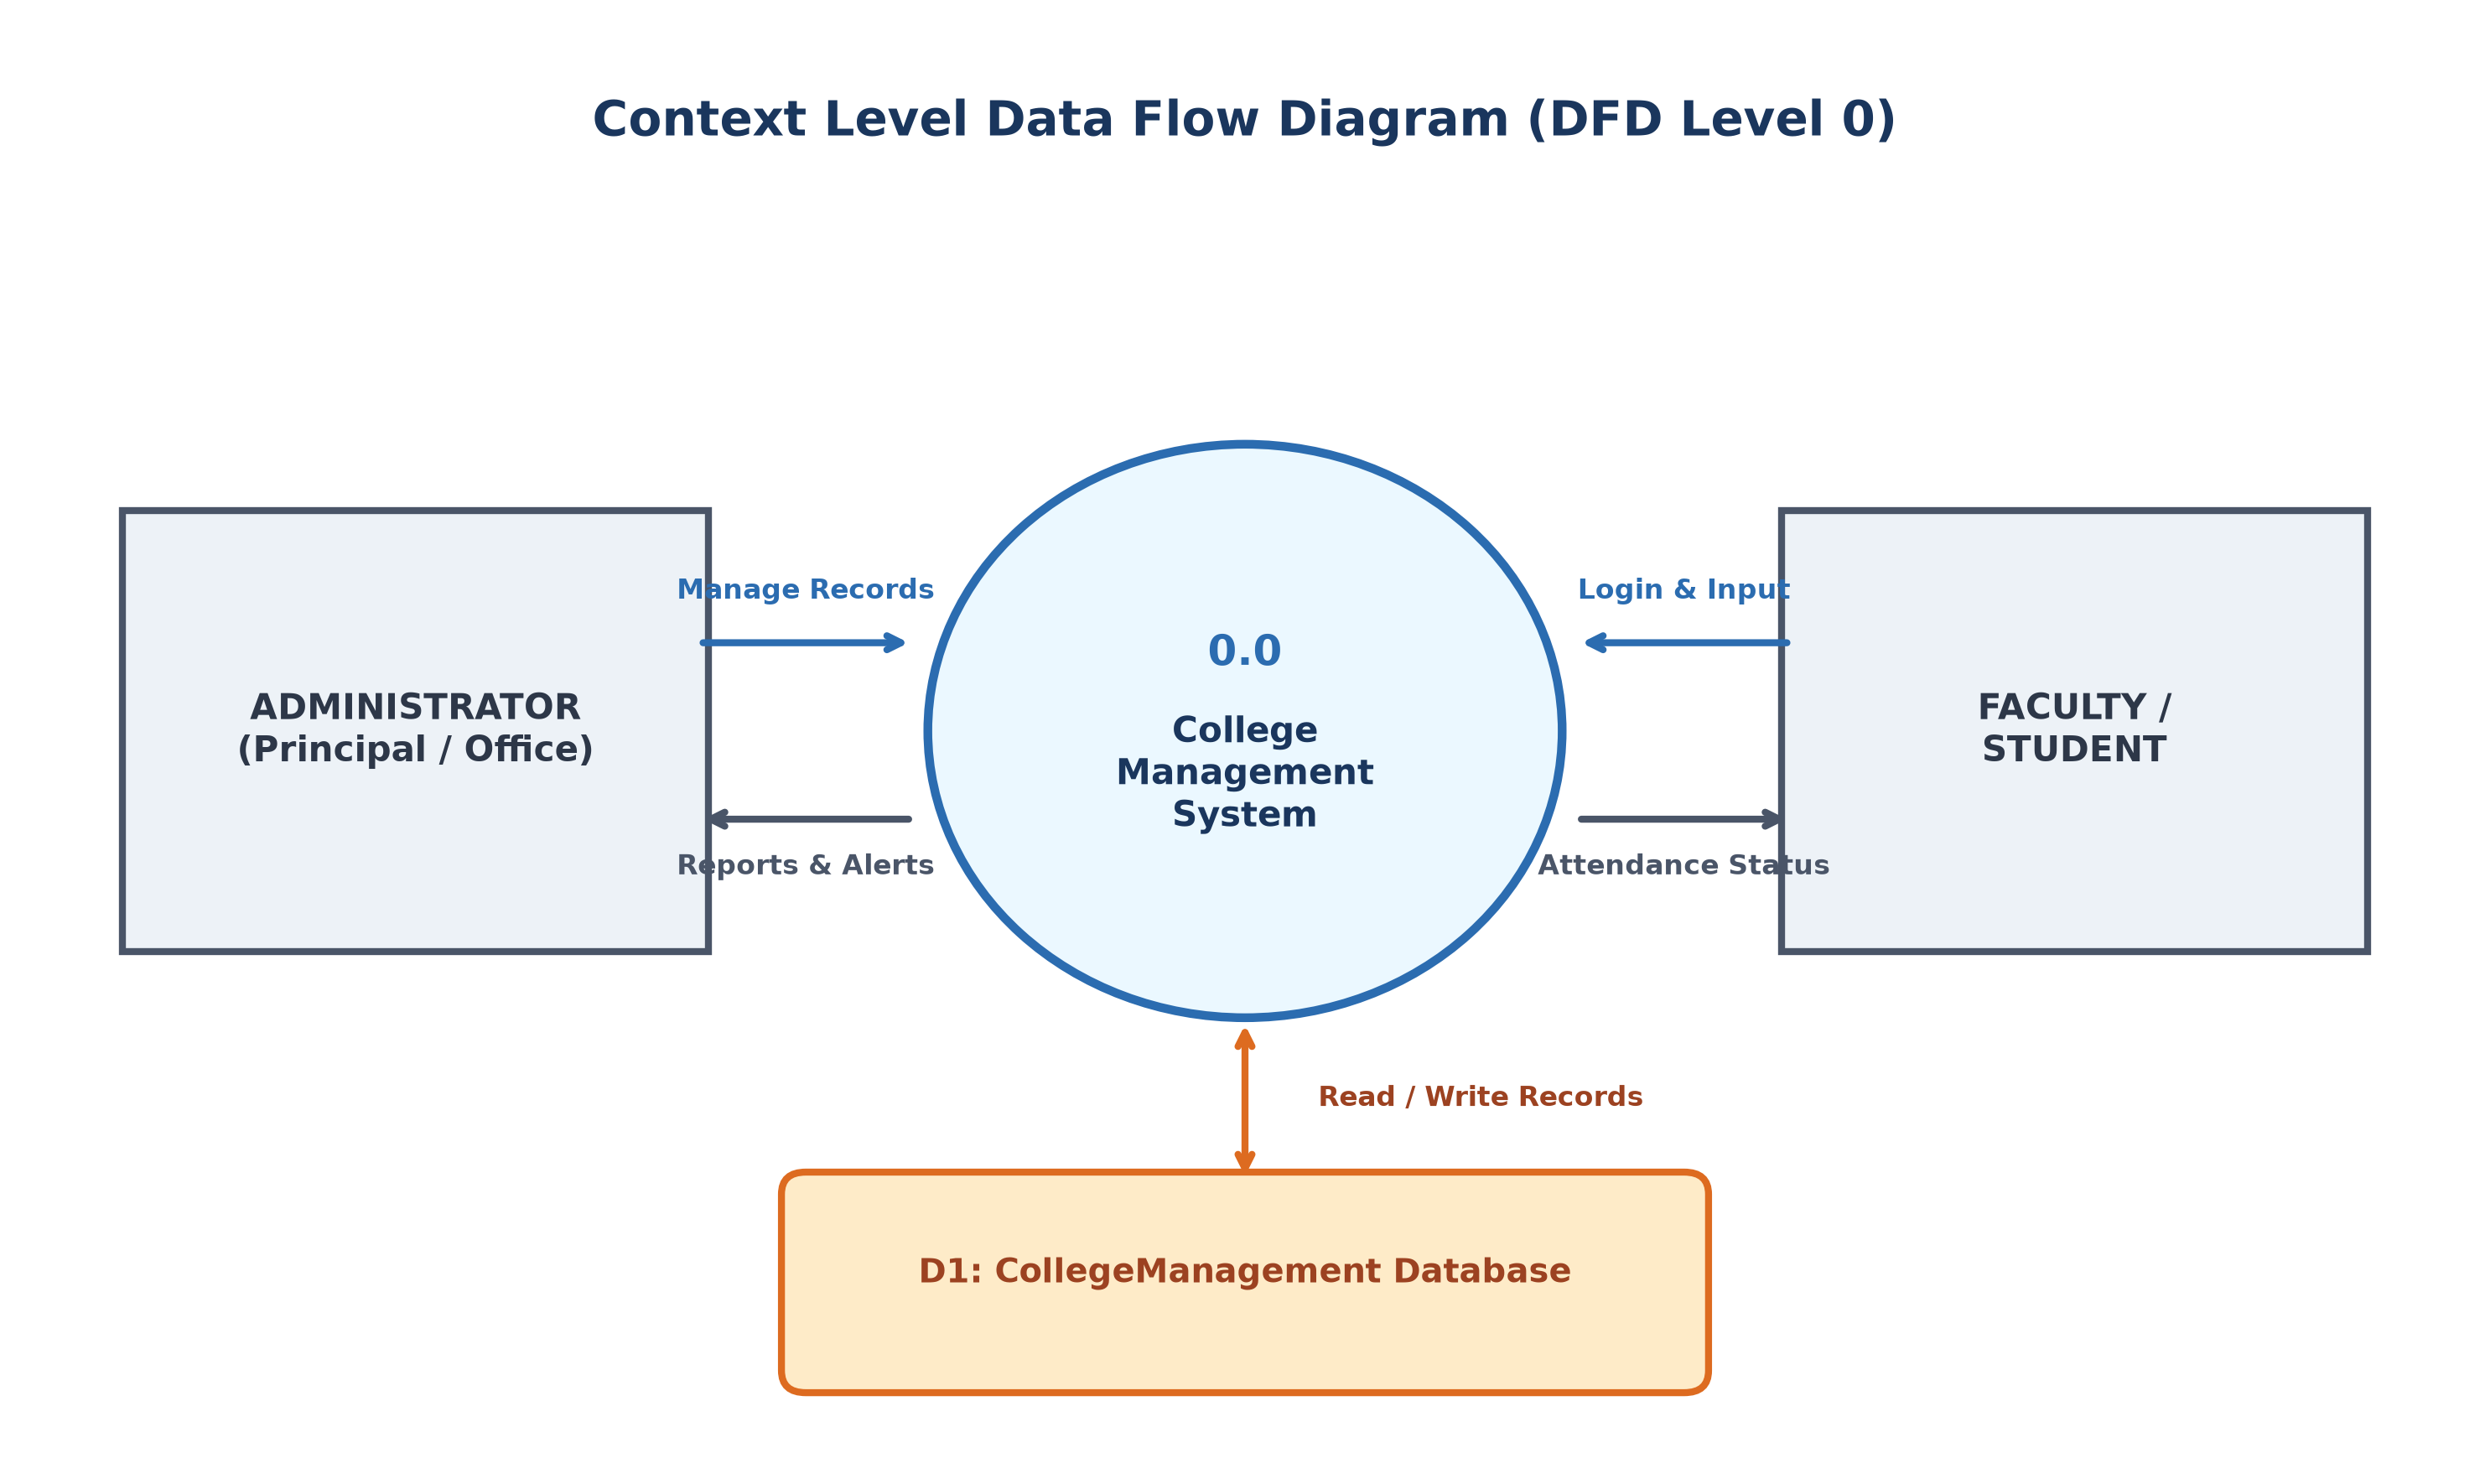 Context Level Data Flow Diagram (DFD Level 0)
Manage Records
Login & Input
0.0
ADMINISTRATOR
(Principal / Office)
College
Management
System
FACULTY /
STUDENT
Reports & Alerts
Attendance Status
Read / Write Records
D1: CollegeManagement Database